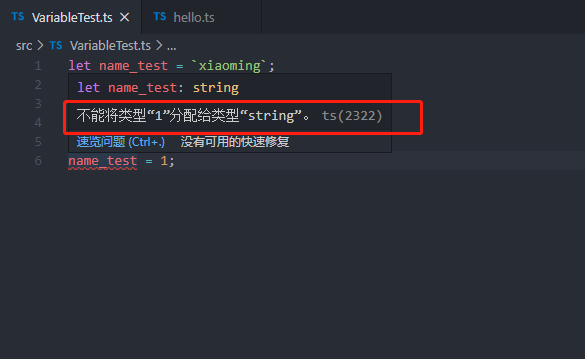 TS VariableTest.ts × TS hello.ts
src > TS VariableTest.ts > ...
1 let name_test = `xiaoming`;
2 let name_test: string
3
4 不能将类型“1”分配给类型“string”。 ts(2322)
5 速览问题 (Ctrl+.) 没有可用的快速修复
6 name_test = 1;